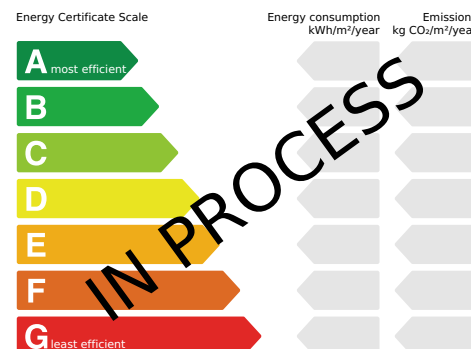 Energy Certificate Scale
Energy consumption
kWh/m²/year
Emission
kg CO₂/m²/year
A most efficient
B
C
D
E
F
G least efficient
IN PROCESS